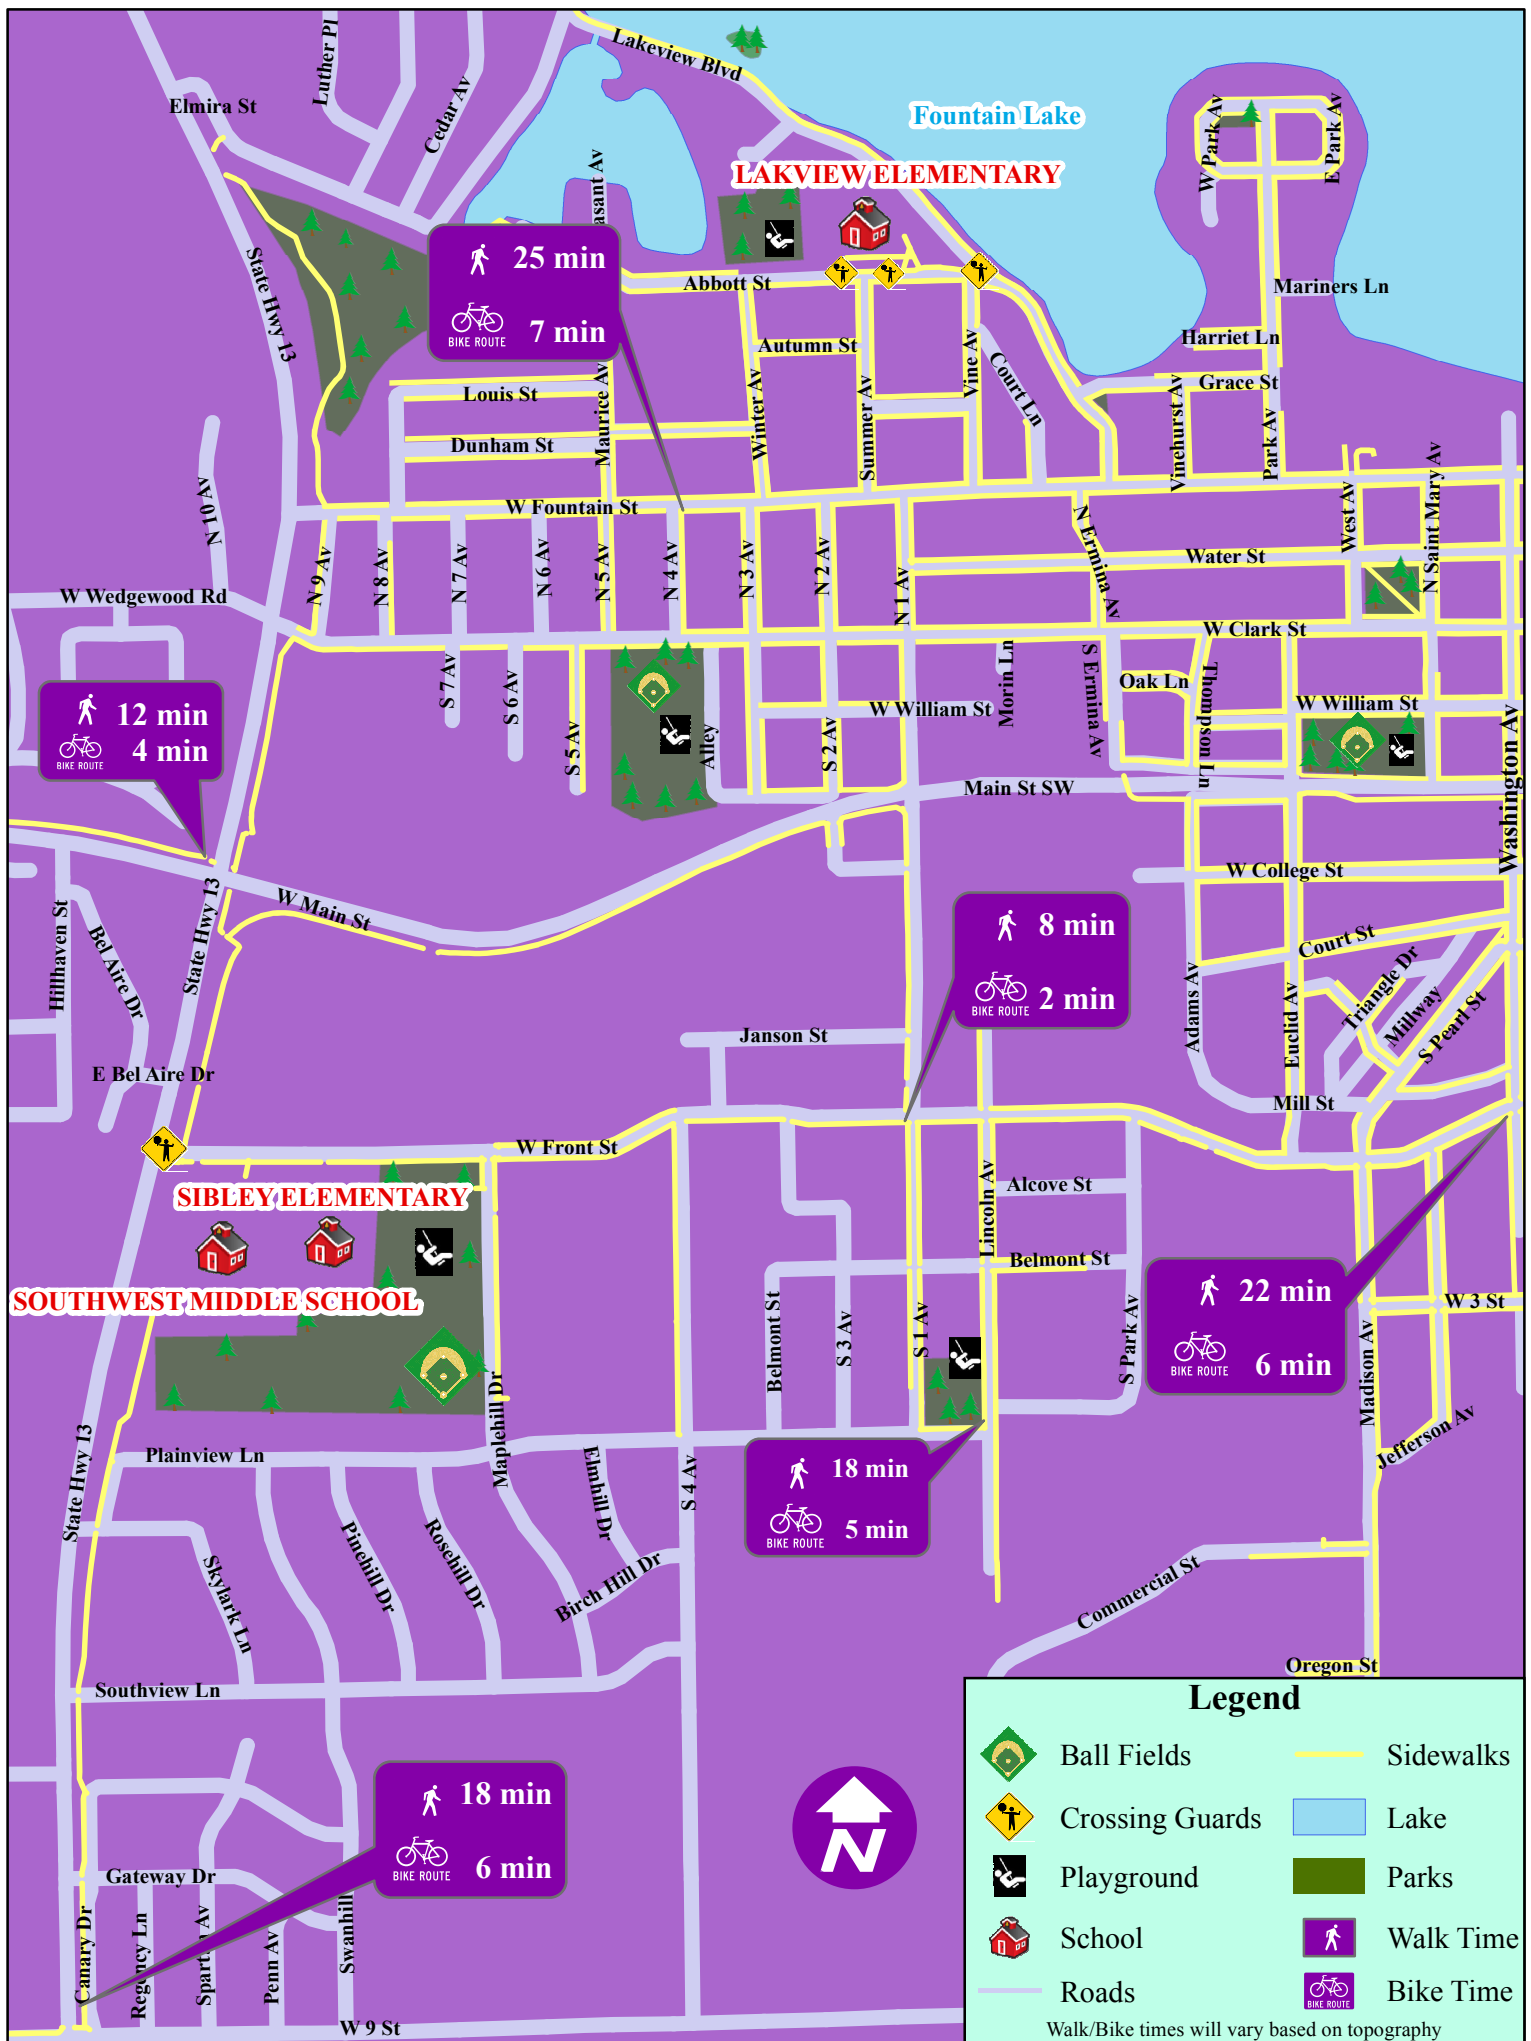 Luther Pl
Lakeview Blvd
Elmira St
Cedar Av
Fountain Lake
W Park Av
E Park Av
LAKVIEW ELEMENTARY
asant Av
State Hwy 13
25 min
BIKE ROUTE
7 min
Abbott St
Mariners Ln
Harriet Ln
Autumn St
Vine Av
Court Ln
Grace St
Louis St
Maurice Av
Winter Av
Summer Av
Vinehurst Av
Park Av
Dunham St
N 10 Av
W Fountain St
N Ermina Av
West Av
N Saint Mary Av
Water St
N 9 Av
N 8 Av
N 7 Av
N 6 Av
N 5 Av
N 4 Av
N 3 Av
N 2 Av
N 1 Av
W Wedgewood Rd
W Clark St
S 7 Av
S 6 Av
S 5 Av
Alley
S 2 Av
W William St
Morin Ln
S Ermina Av
Oak Ln
Thompson Ln
W William St
12 min
4 min
BIKE ROUTE
Main St SW
Washington Av
W College St
W Main St
State Hwy 13
Hillhaven St
Bel Aire Dr
8 min
BIKE ROUTE
2 min
Court St
Triangle Dr
Millway
S Pearl St
Adams Av
Euclid Av
Janson St
E Bel Aire Dr
Mill St
W Front St
SIBLEY ELEMENTARY
Lincoln Av
Alcove St
Belmont St
SOUTHWEST MIDDLE SCHOOL
22 min
BIKE ROUTE
6 min
W 3 St
Belmont St
S 3 Av
S 1 Av
S Park Av
Madison Av
Jefferson Av
Maplehill Dr
Plainview Ln
State Hwy 13
Elmhill Dr
S 4 Av
18 min
BIKE ROUTE
5 min
Skylark Ln
Pinehill Dr
Rosehill Dr
Birch Hill Dr
Commercial St
Oregon St
Southview Ln
18 min
BIKE ROUTE
6 min
Gateway Dr
Canary Dr
Regency Ln
Spartan Av
Penn Av
Swanhill
W 9 St
N
Legend
Ball Fields
Sidewalks
Crossing Guards
Lake
Playground
Parks
School
Walk Time
Roads
BIKE ROUTE
Bike Time
Walk/Bike times will vary based on topography